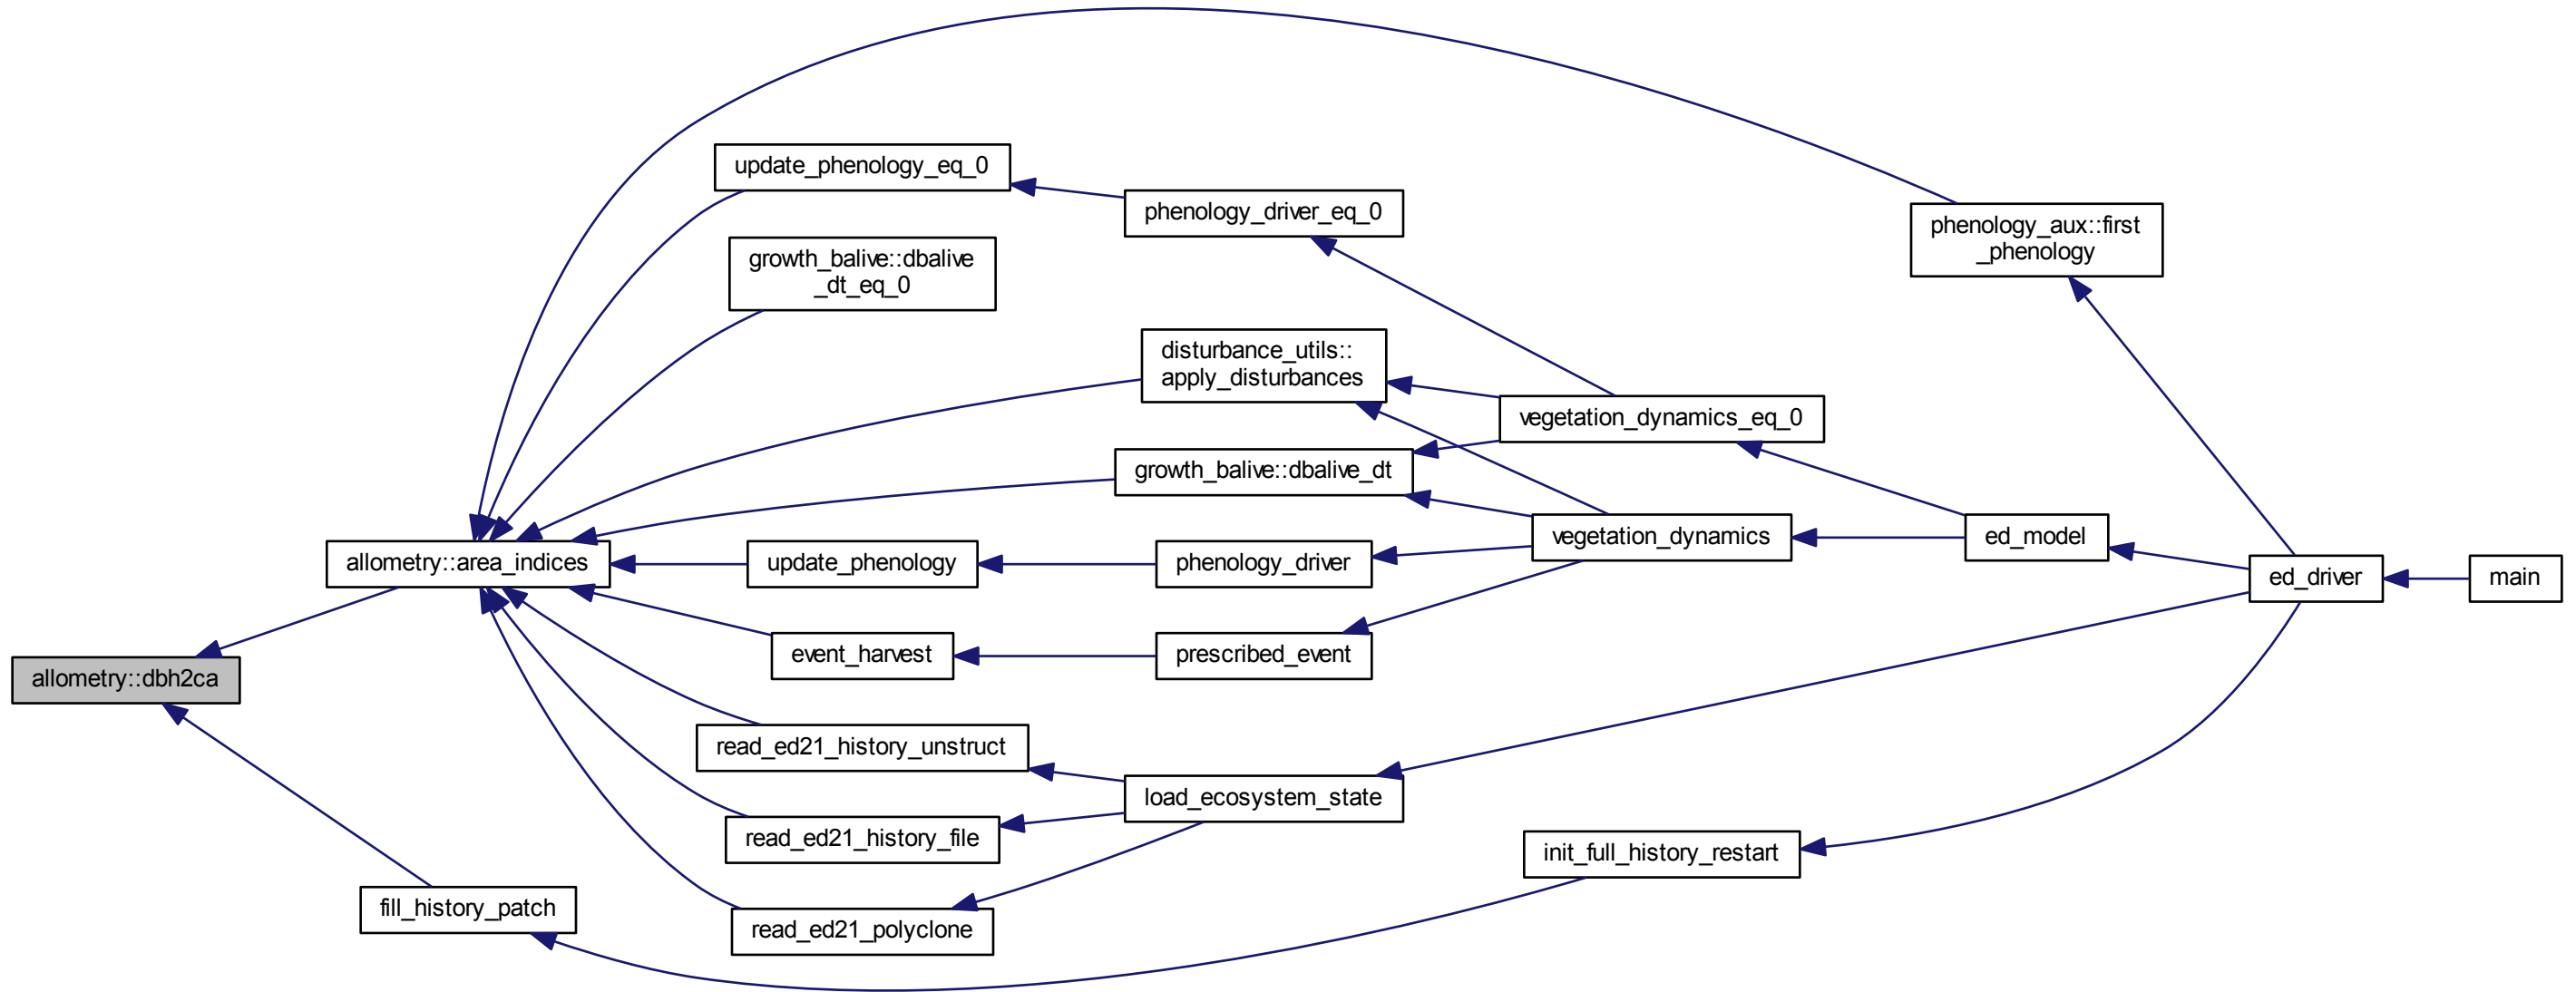 update_phenology_eq_0
phenology_driver_eq_0
phenology_aux::first
_phenology
growth_balive::dbalive
_dt_eq_0
disturbance_utils::
apply_disturbances
vegetation_dynamics_eq_0
growth_balive::dbalive_dt
vegetation_dynamics
ed_model
allometry::area_indices
update_phenology
phenology_driver
ed_driver
main
event_harvest
prescribed_event
allometry::dbh2ca
read_ed21_history_unstruct
load_ecosystem_state
read_ed21_history_file
init_full_history_restart
fill_history_patch
read_ed21_polyclone